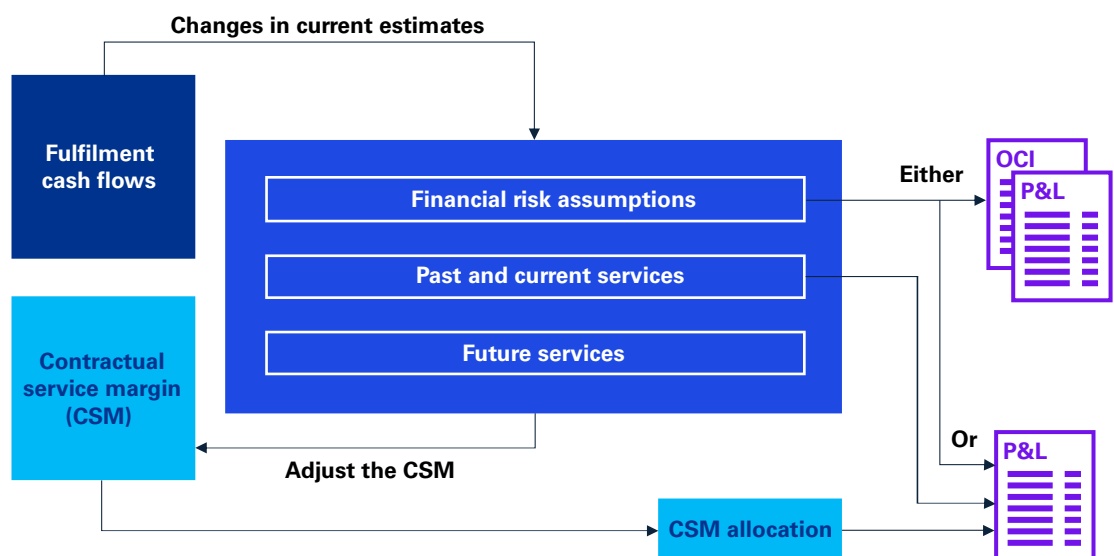 Changes in current estimates
Fulfilment
cash flows
Financial risk assumptions
Past and current services
Future services
Either
OCI
P&L
Contractual
service margin
(CSM)
Adjust the CSM
Or
P&L
CSM allocation